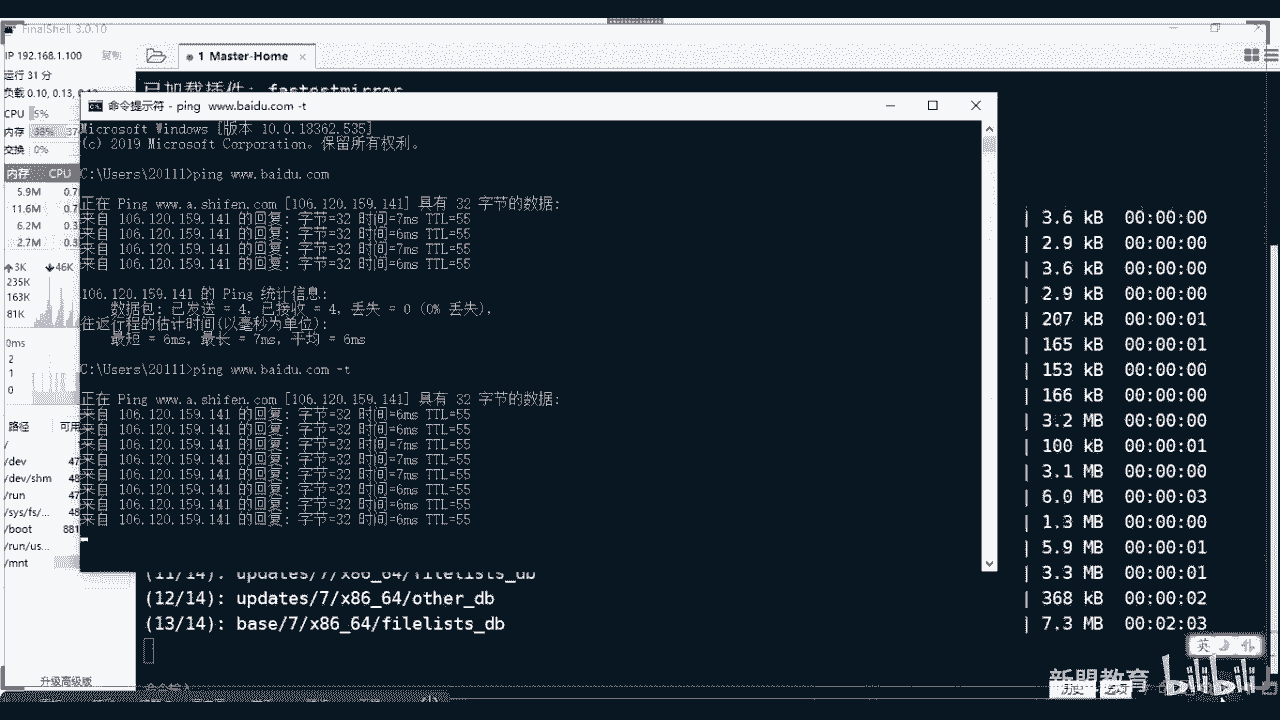 FinalShell 3.0.10
IP 192.168.1.100 复制
运行 31 分
负载 0.10, 0.13,
CPU 5%
内存 38%
交换 0%
内存 CPU
5.9M 0.7
11.6M 0.7
6.2M 0.3
2.7M 0.3
3K 46K
235K
163K
81K
0ms
2
1
0
路径 可用
/
/dev 47
/dev/shm 48
/run 47
/sys/fs/... 48
/boot 881
/run/us...
/mnt
升级高级版
1 Master-Home
已加载插件: fastestmirror
命令提示符 - ping www.baidu.com -t
Microsoft Windows [版本 10.0.18362.535]
(c) 2019 Microsoft Corporation。保留所有权利。
C:\Users\20111>ping www.baidu.com
正在 Ping www.a.shifen.com [106.120.159.141] 具有 32 字节的数据:
来自 106.120.159.141 的回复: 字节=32 时间=7ms TTL=55
来自 106.120.159.141 的回复: 字节=32 时间=6ms TTL=55
来自 106.120.159.141 的回复: 字节=32 时间=7ms TTL=55
来自 106.120.159.141 的回复: 字节=32 时间=6ms TTL=55
106.120.159.141 的 Ping 统计信息:
数据包: 已发送 = 4, 已接收 = 4, 丢失 = 0 (0% 丢失),
往返行程的估计时间(以毫秒为单位):
最短 = 6ms, 最长 = 7ms, 平均 = 6ms
C:\Users\20111>ping www.baidu.com -t
正在 Ping www.a.shifen.com [106.120.159.141] 具有 32 字节的数据:
来自 106.120.159.141 的回复: 字节=32 时间=6ms TTL=55
来自 106.120.159.141 的回复: 字节=32 时间=6ms TTL=55
来自 106.120.159.141 的回复: 字节=32 时间=7ms TTL=55
来自 106.120.159.141 的回复: 字节=32 时间=7ms TTL=55
来自 106.120.159.141 的回复: 字节=32 时间=7ms TTL=55
来自 106.120.159.141 的回复: 字节=32 时间=6ms TTL=55
来自 106.120.159.141 的回复: 字节=32 时间=6ms TTL=55
来自 106.120.159.141 的回复: 字节=32 时间=6ms TTL=55
| 3.6 kB 00:00:00
| 2.9 kB 00:00:00
| 3.6 kB 00:00:00
| 2.9 kB 00:00:00
| 207 kB 00:00:01
| 165 kB 00:00:01
| 153 kB 00:00:00
| 166 kB 00:00:00
| 3.2 MB 00:00:00
| 100 kB 00:00:01
| 3.1 MB 00:00:00
| 6.0 MB 00:00:03
| 1.3 MB 00:00:00
| 5.9 MB 00:00:01
(11/14): updates/7/x86_64/filelists_db | 3.3 MB 00:00:01
(12/14): updates/7/x86_64/other_db | 368 kB 00:00:02
(13/14): base/7/x86_64/filelists_db | 7.3 MB 00:02:03
英
新盟教育 bilibili
历史 选项